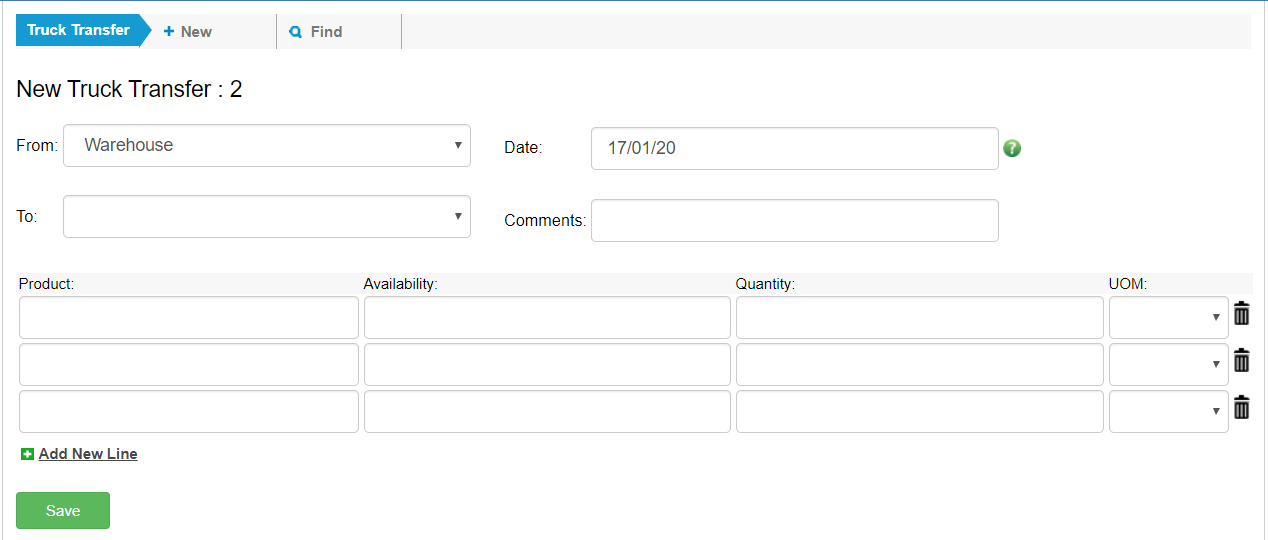 Truck Transfer New Find
New Truck Transfer : 2
From: Warehouse Date: 17/01/20 ?
To: Comments:
Product: Availability: Quantity: UOM:
Add New Line
Save